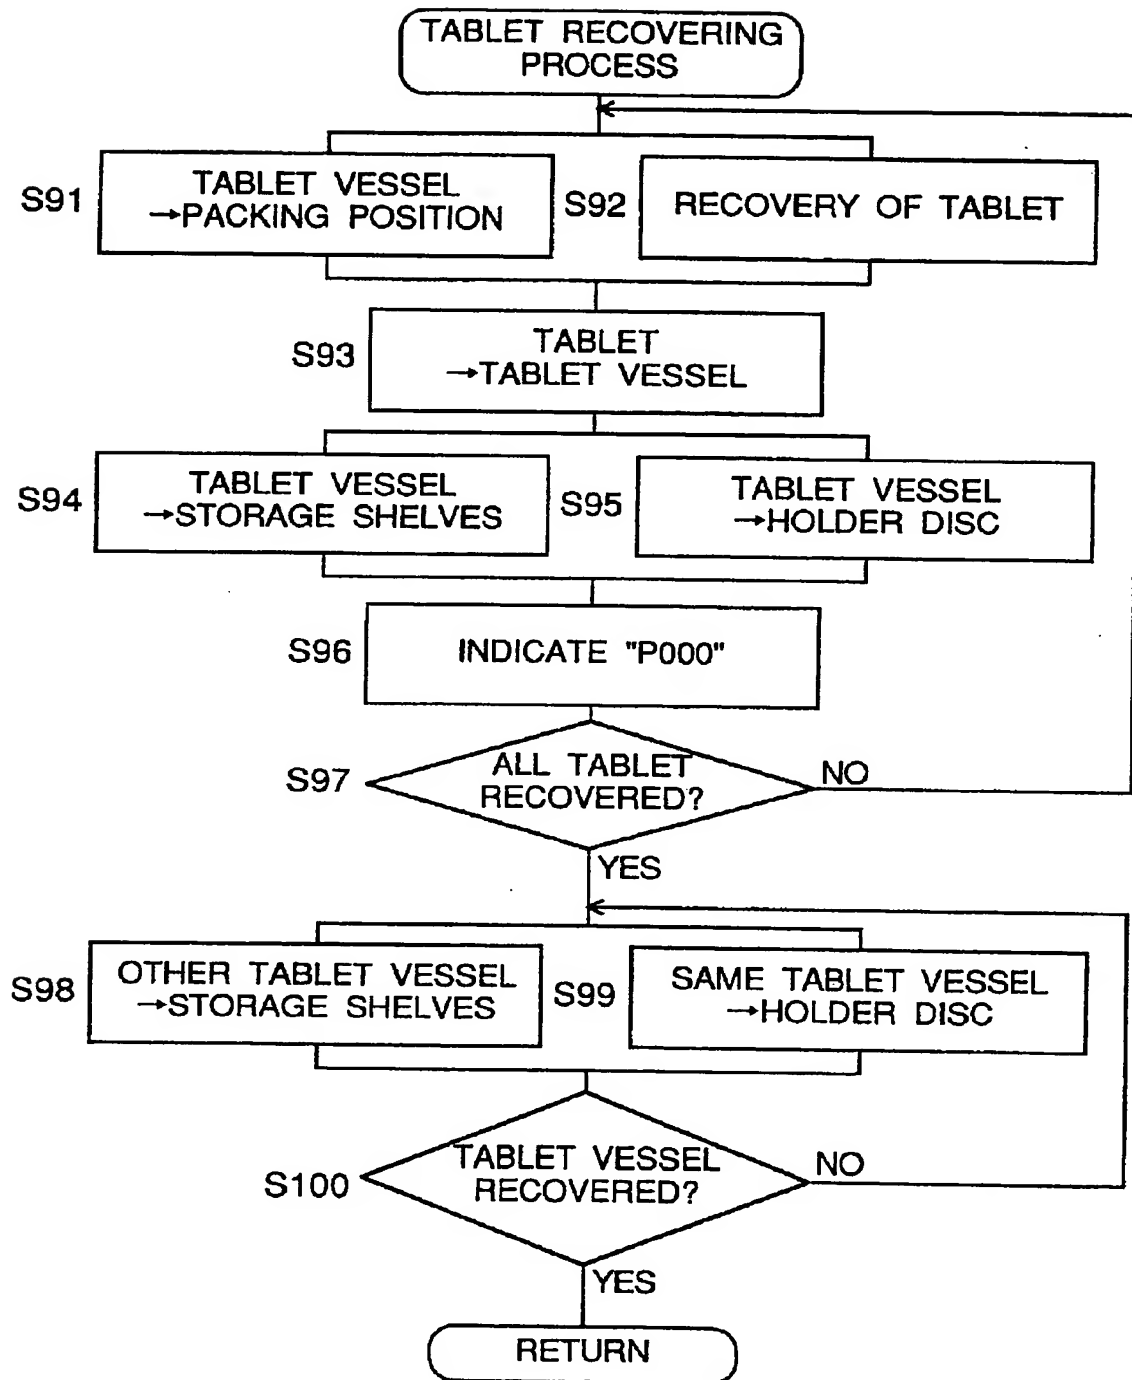 TABLET RECOVERING
PROCESS
S91
TABLET VESSEL
→PACKING POSITION
S92
RECOVERY OF TABLET
S93
TABLET
→TABLET VESSEL
S94
TABLET VESSEL
→STORAGE SHELVES
S95
TABLET VESSEL
→HOLDER DISC
S96
INDICATE "P000"
S97
ALL TABLET
RECOVERED?
NO
YES
S98
OTHER TABLET VESSEL
→STORAGE SHELVES
S99
SAME TABLET VESSEL
→HOLDER DISC
S100
TABLET VESSEL
RECOVERED?
NO
YES
RETURN